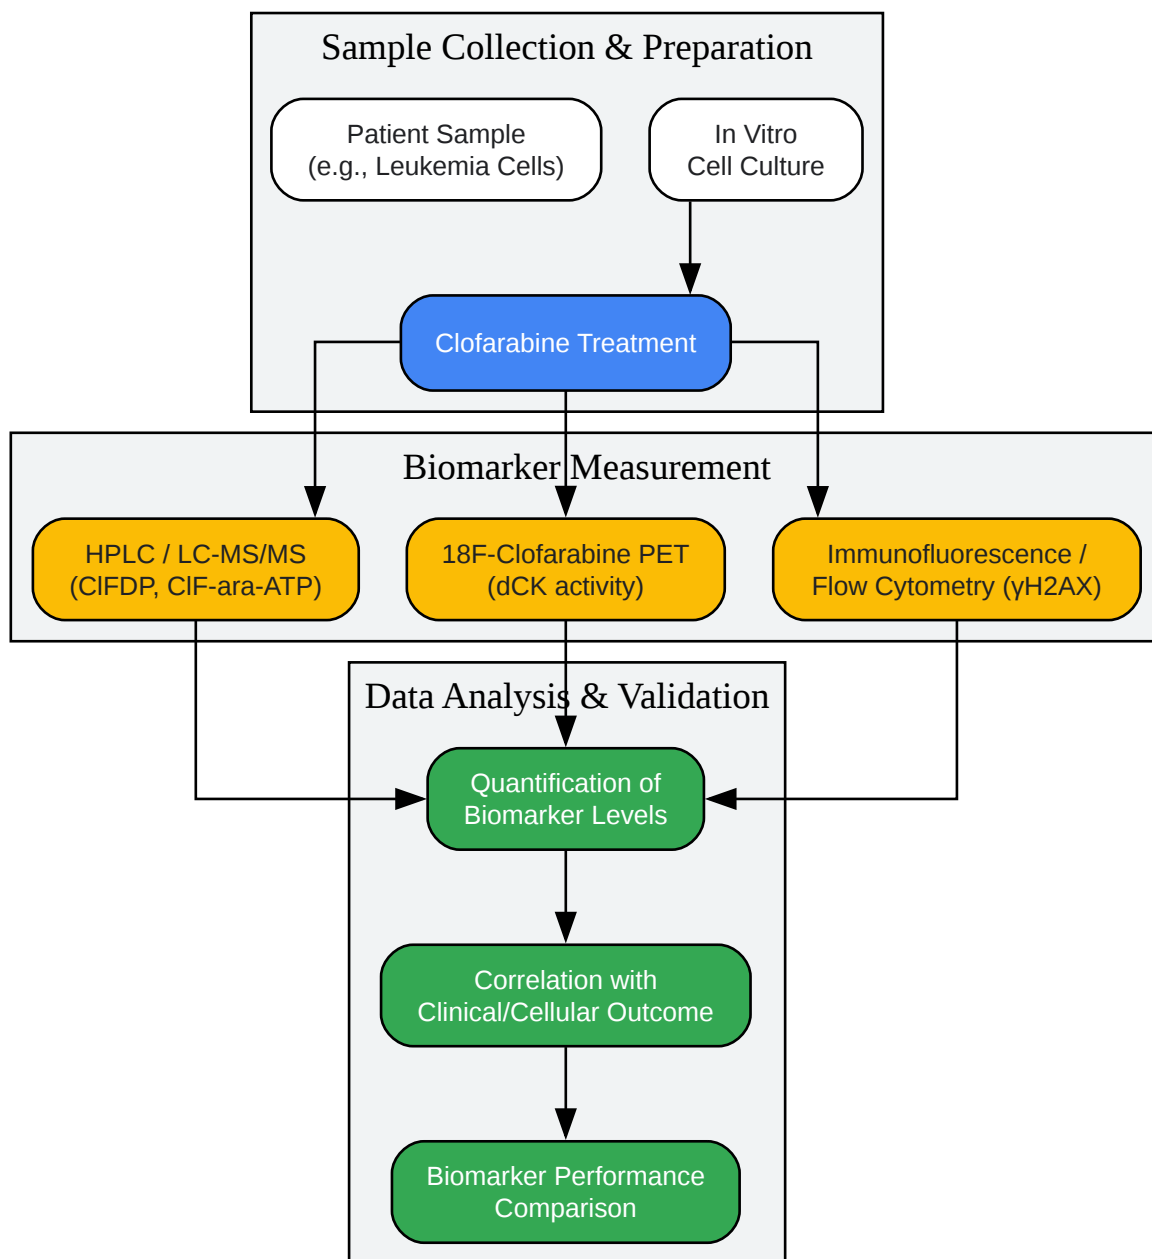 Sample Collection & Preparation
Patient Sample
(e.g., Leukemia Cells)
In Vitro
Cell Culture
Clofarabine Treatment
Biomarker Measurement
HPLC / LC-MS/MS
(ClFDP, ClF-ara-ATP)
18F-Clofarabine PET
(dCK activity)
Immunofluorescence /
Flow Cytometry (γH2AX)
Data Analysis & Validation
Quantification of
Biomarker Levels
Correlation with
Clinical/Cellular Outcome
Biomarker Performance
Comparison